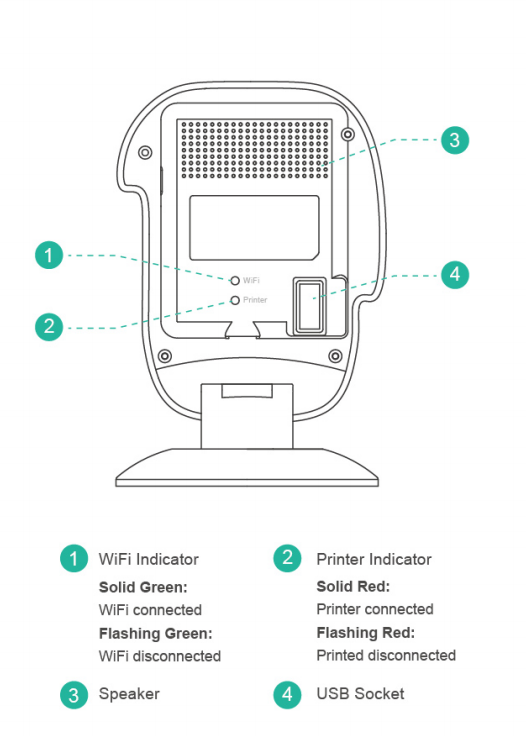 3
1
WiFi
4
Printer
2
1 WiFi Indicator
Solid Green:
WiFi connected
Flashing Green:
WiFi disconnected
2 Printer Indicator
Solid Red:
Printer connected
Flashing Red:
Printed disconnected
3 Speaker
4 USB Socket